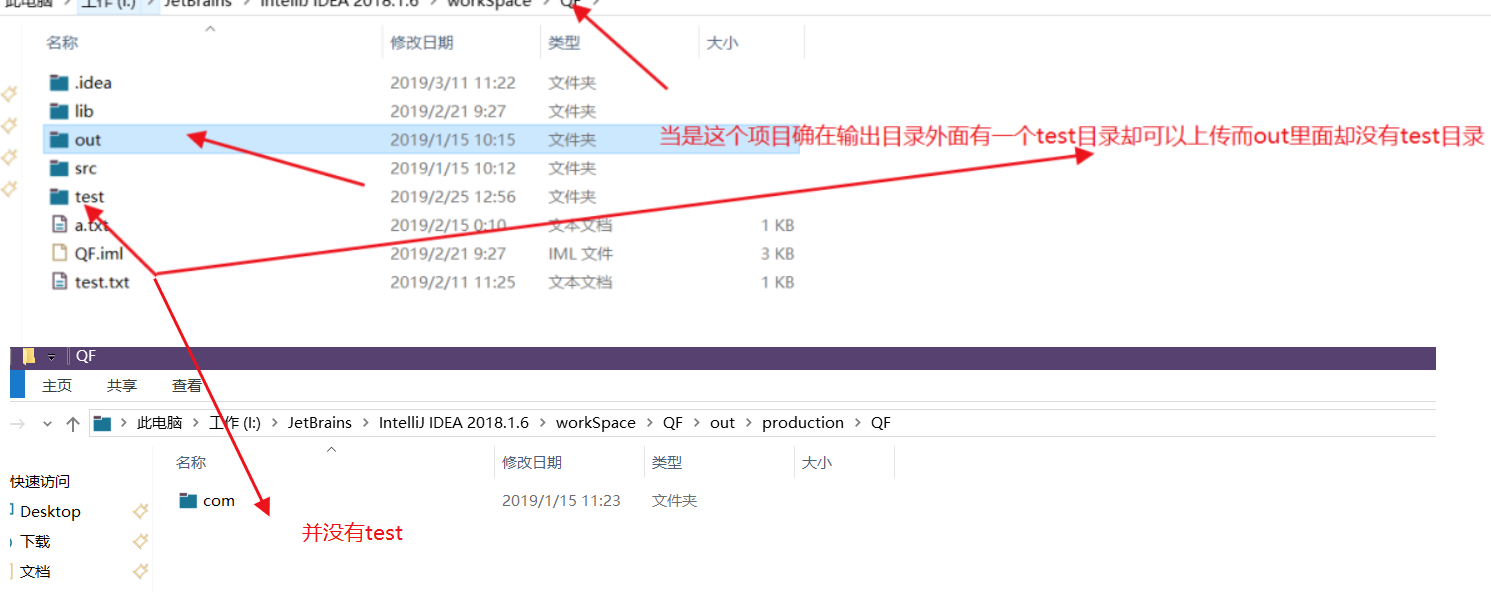 此电脑 > 工作 (I:) > JetBrains > IntelliJ IDEA 2018.1.6 > workSpace > QF >
名称 修改日期 类型 大小
.idea 2019/3/11 11:22 文件夹
lib 2019/2/21 9:27 文件夹
out 2019/1/15 10:15 文件夹
当是这个项目确在输出目录外面有一个test目录却可以上传而out里面却没有test目录
src 2019/1/15 10:12 文件夹
test 2019/2/25 12:56 文件夹
a.txt 2019/2/15 0:10 文本文档 1 KB
QF.iml 2019/2/21 9:27 IML 文件 3 KB
test.txt 2019/2/11 11:25 文本文档 1 KB
QF
主页 共享 查看
此电脑 > 工作 (I:) > JetBrains > IntelliJ IDEA 2018.1.6 > workSpace > QF > out > production > QF
名称 修改日期 类型 大小
快速访问
com 2019/1/15 11:23 文件夹
Desktop
并没有test
下载
文档